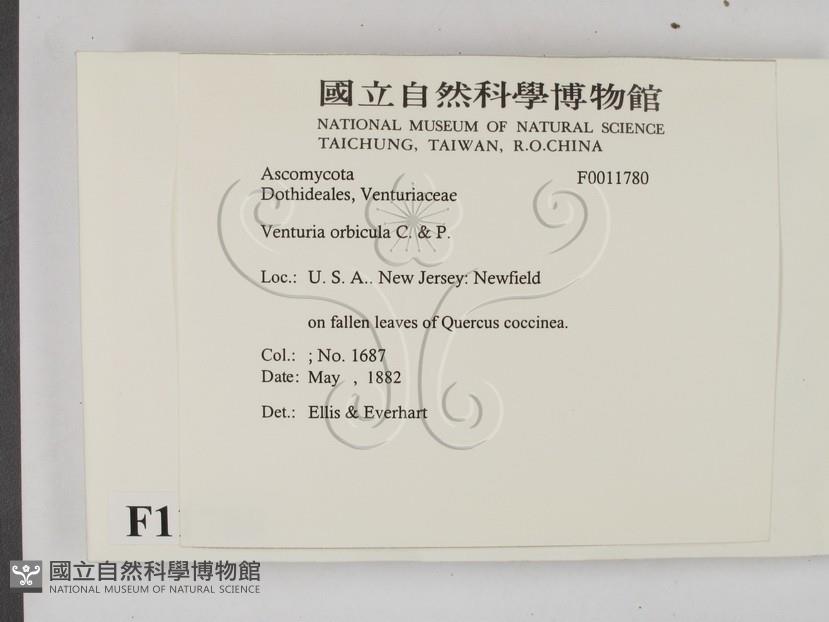 國立自然科學博物館
NATIONAL MUSEUM OF NATURAL SCIENCE
TAICHUNG, TAIWAN, R.O.CHINA
Ascomycota F0011780
Dothideales, Venturiaceae
Venturia orbicula C. & P.
Loc.: U. S. A.. New Jersey: Newfield
on fallen leaves of Quercus coccinea.
Col.: ; No. 1687
Date: May , 1882
Det.: Ellis & Everhart
F1
國立自然科學博物館
NATIONAL MUSEUM OF NATURAL SCIENCE